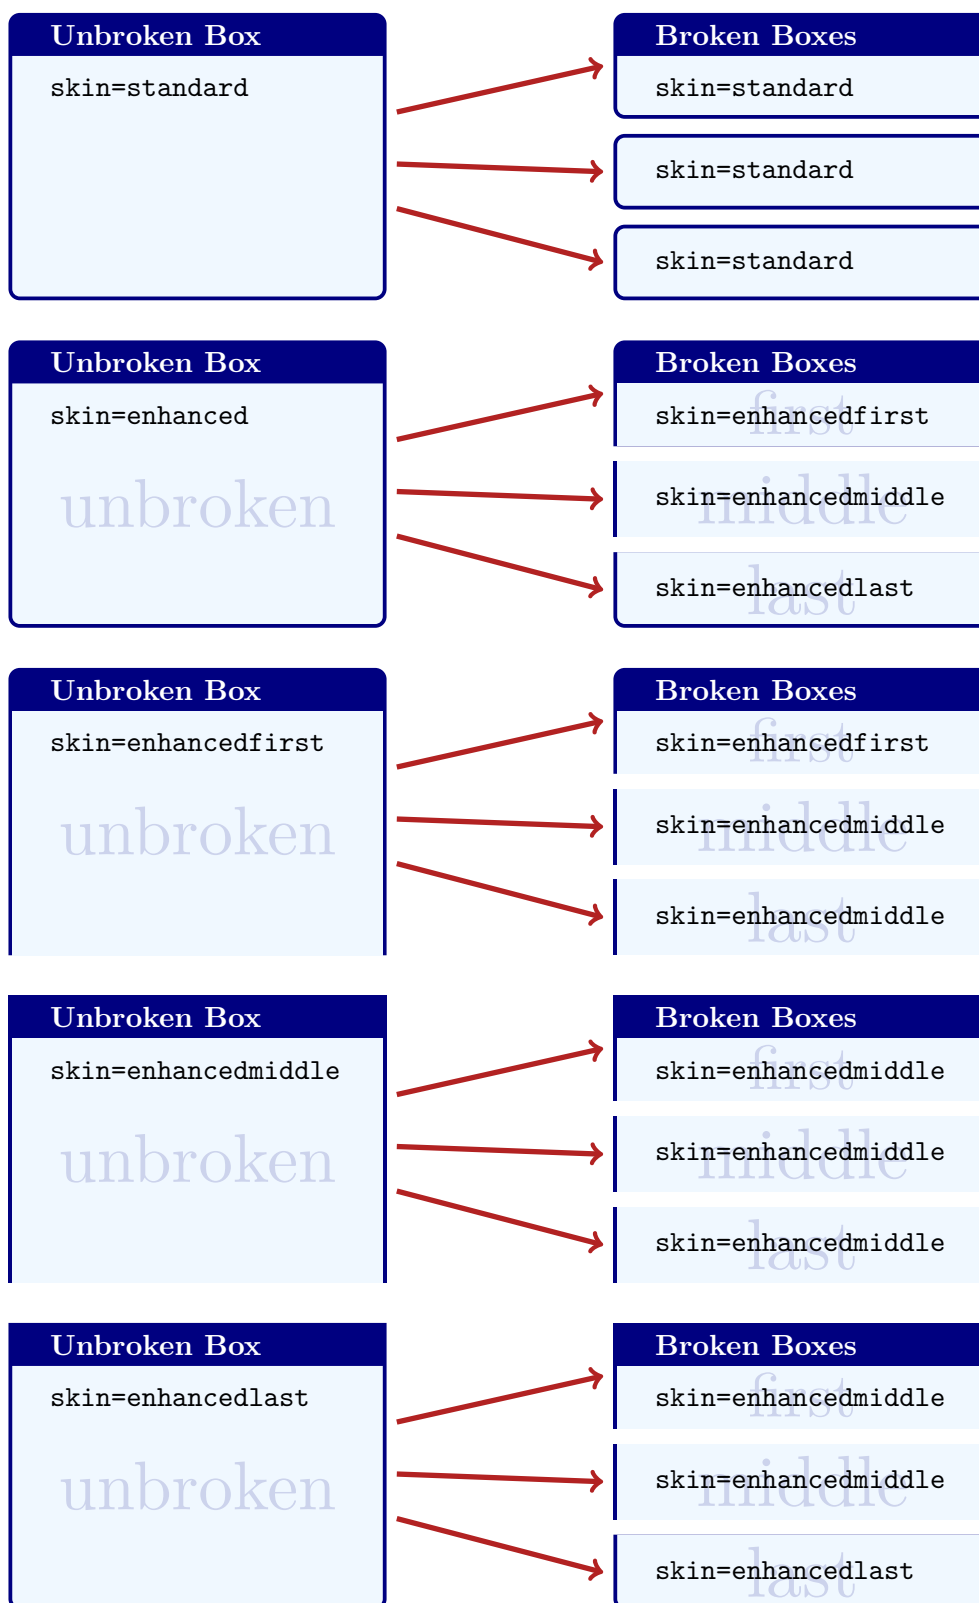 Unbroken Box
skin=standard
Broken Boxes
skin=standard
skin=standard
skin=standard
Unbroken Box
skin=enhanced
unbroken
Broken Boxes
first
skin=enhancedfirst
middle
skin=enhancedmiddle
last
skin=enhancedlast
Unbroken Box
skin=enhancedfirst
unbroken
Broken Boxes
first
skin=enhancedfirst
middle
skin=enhancedmiddle
last
skin=enhancedmiddle
Unbroken Box
skin=enhancedmiddle
unbroken
Broken Boxes
first
skin=enhancedmiddle
middle
skin=enhancedmiddle
last
skin=enhancedmiddle
Unbroken Box
skin=enhancedlast
unbroken
Broken Boxes
first
skin=enhancedmiddle
middle
skin=enhancedmiddle
last
skin=enhancedlast